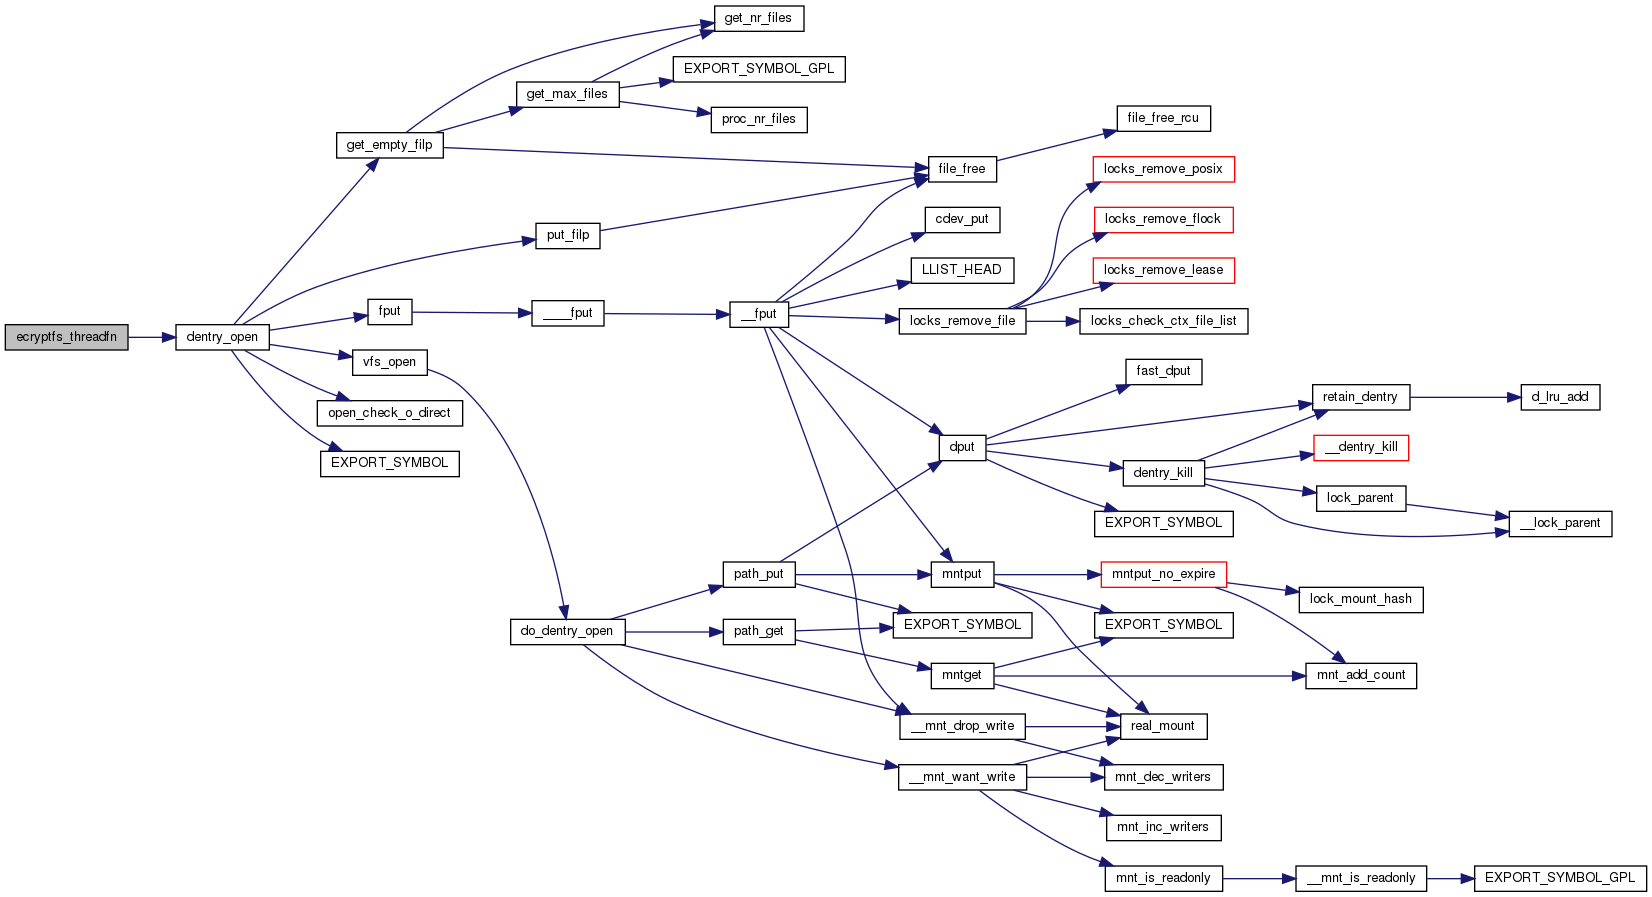 get_nr_files
EXPORT_SYMBOL_GPL
get_max_files
file_free_rcu
proc_nr_files
get_empty_filp
file_free
locks_remove_posix
cdev_put
locks_remove_flock
put_filp
LLIST_HEAD
locks_remove_lease
fput
____fput
__fput
locks_remove_file
locks_check_ctx_file_list
ecryptfs_threadfn
dentry_open
vfs_open
fast_dput
open_check_o_direct
retain_dentry
d_lru_add
EXPORT_SYMBOL
dput
__dentry_kill
dentry_kill
lock_parent
EXPORT_SYMBOL
__lock_parent
path_put
mntput
mntput_no_expire
lock_mount_hash
do_dentry_open
path_get
EXPORT_SYMBOL
EXPORT_SYMBOL
mntget
mnt_add_count
__mnt_drop_write
real_mount
__mnt_want_write
mnt_dec_writers
mnt_inc_writers
mnt_is_readonly
__mnt_is_readonly
EXPORT_SYMBOL_GPL